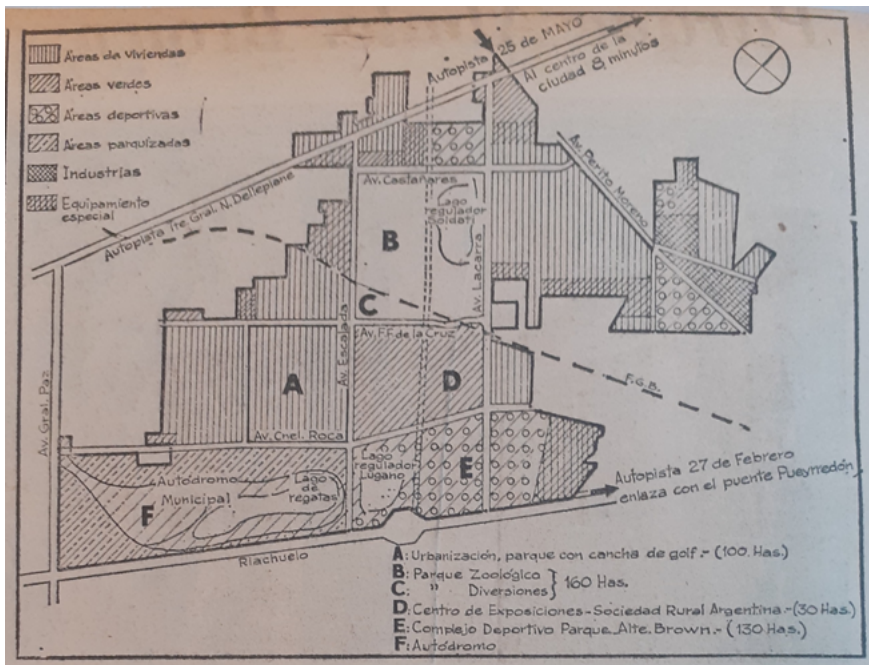 Áreas de viviendas
Áreas verdes
Áreas deportivas
Áreas parquizadas
Industrias
Equipamiento
especial
Autopista 25 de MAYO
Al centro de la
ciudad 8 minutos
Av. Perito Moreno
Autopista Tte. Gral. N. Dellepiane
Av. Castañares
Lago
regulador
Soldati
B
Av. Lacarra
C
Av. Escalada
Av. F.F. de la Cruz
A
D
F.G.B.
Av. Gral. Paz
Av. Cnel. Roca
Lago
regulador
Lugano
E
Autopista 27 de Febrero
enlaza con el puente Pueyrredón
Autódromo
Municipal
Lago
de
regatas
F
Riachuelo
A: Urbanización, parque con cancha de golf.- (100. Has.)
B: Parque Zoológico
C: " Diversiones } 160 Has.
D: Centro de Exposiciones-Sociedad Rural Argentina.-(30 Has.)
E: Complejo Deportivo Parque Alte. Brown.- (130 Has.)
F: Autódromo